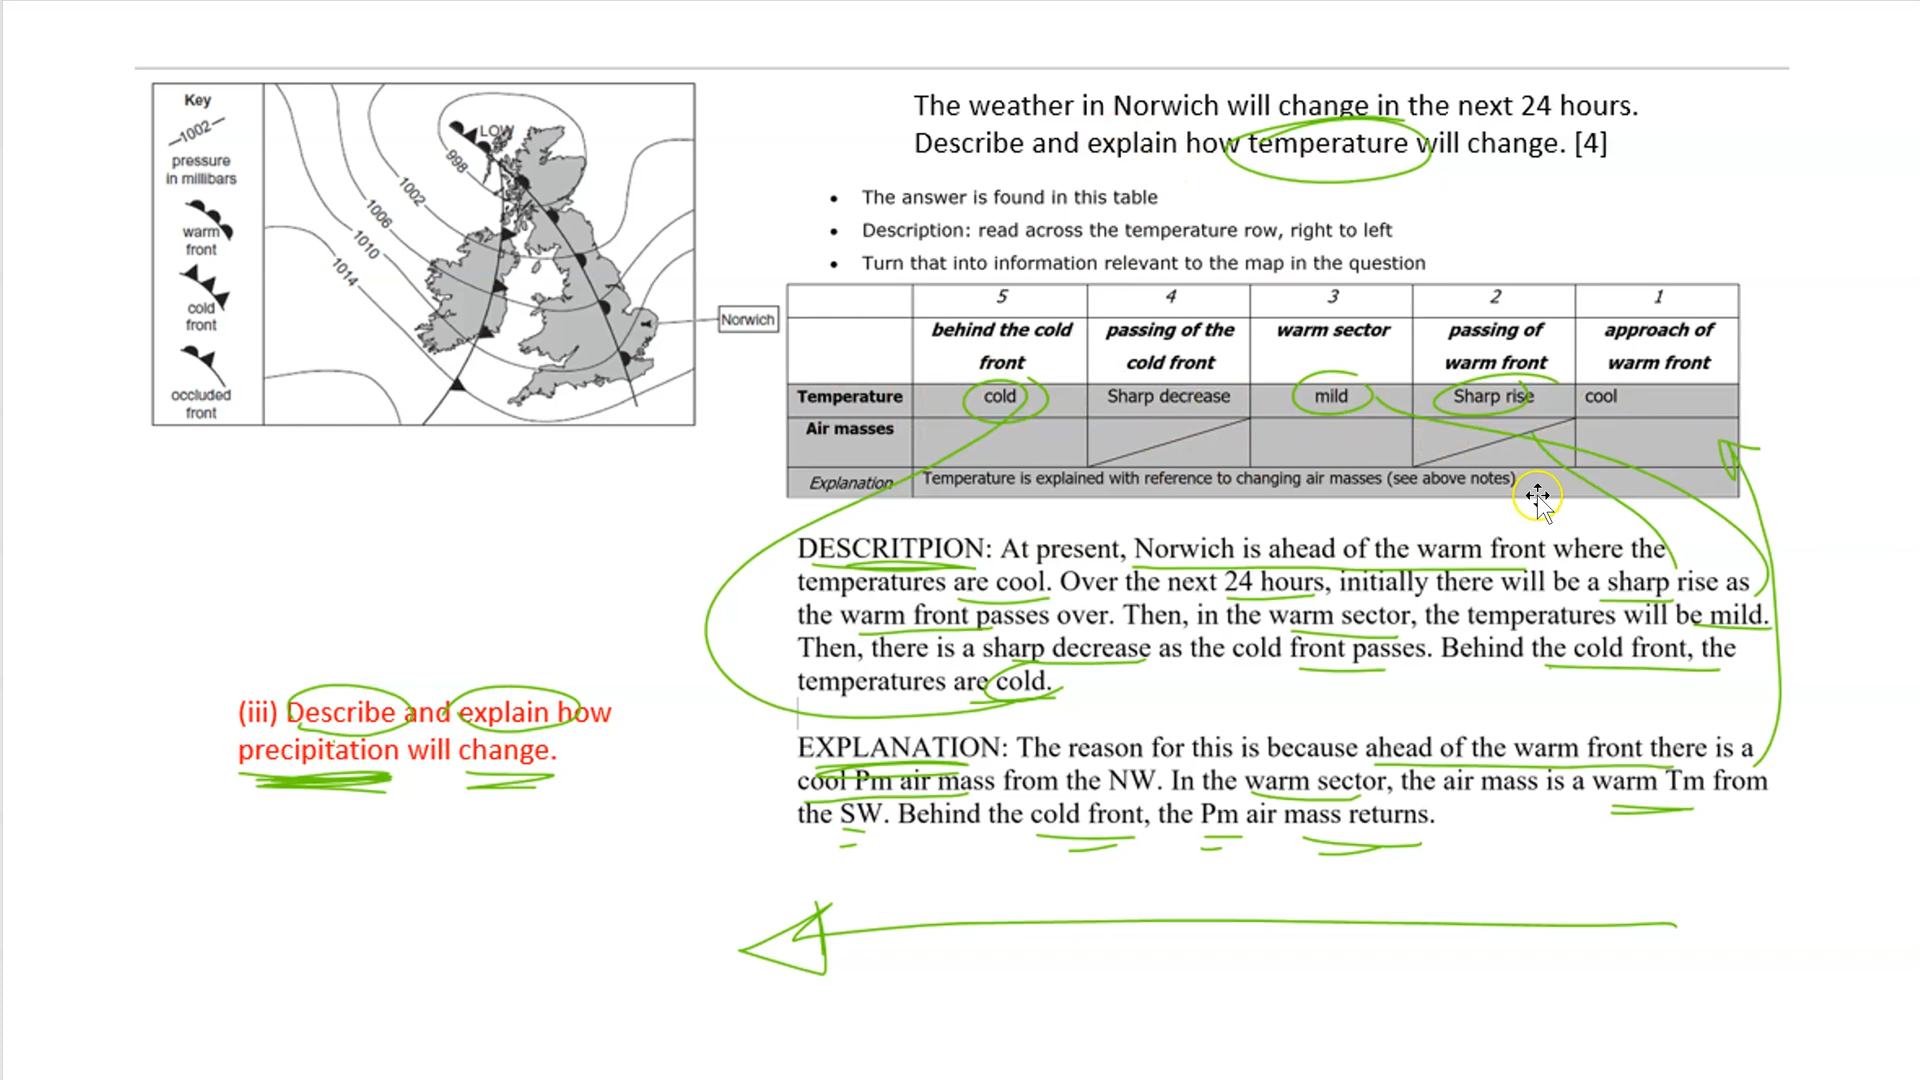 Key
1002
pressure
in millibars
warm
front
cold
front
occluded
front
LOW
998
1002
1006
1010
1014
Norwich
The weather in Norwich will change in the next 24 hours.
Describe and explain how temperature will change. [4]
• The answer is found in this table
• Description: read across the temperature row, right to left
• Turn that into information relevant to the map in the question
5 4 3 2 1
behind the cold front passing of the cold front warm sector passing of warm front approach of warm front
Temperature cold Sharp decrease mild Sharp rise cool
Air masses
Explanation Temperature is explained with reference to changing air masses (see above notes)
DESCRITPION: At present, Norwich is ahead of the warm front where the
temperatures are cool. Over the next 24 hours, initially there will be a sharp rise as
the warm front passes over. Then, in the warm sector, the temperatures will be mild.
Then, there is a sharp decrease as the cold front passes. Behind the cold front, the
temperatures are cold.
EXPLANATION: The reason for this is because ahead of the warm front there is a
cool Pm air mass from the NW. In the warm sector, the air mass is a warm Tm from
the SW. Behind the cold front, the Pm air mass returns.
(iii) Describe and explain how
precipitation will change.